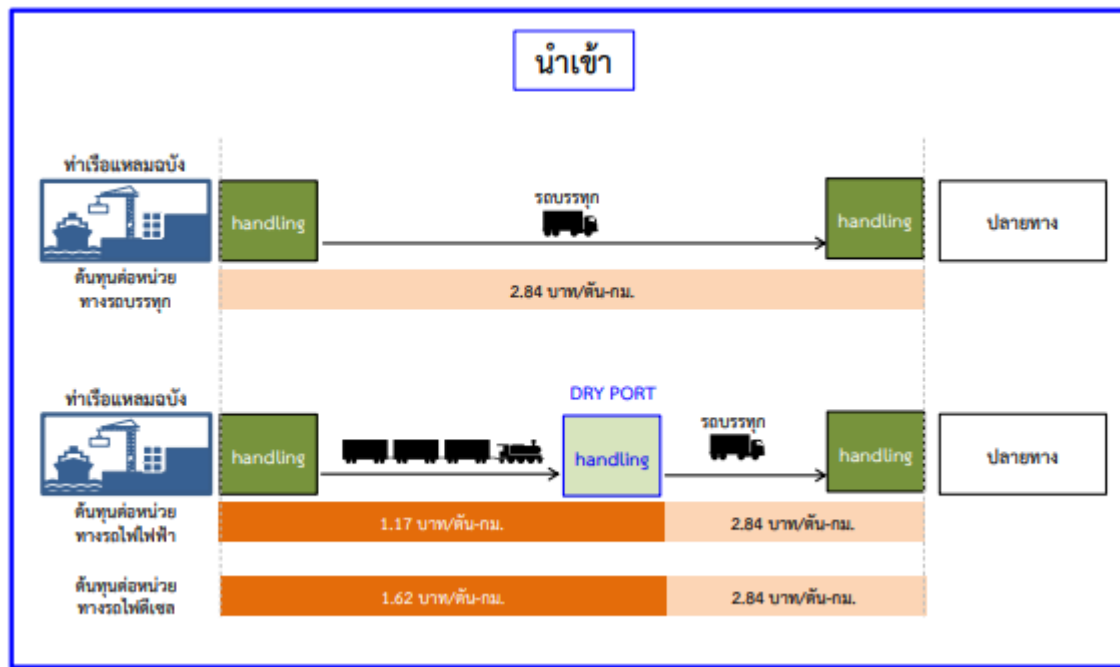 นำเข้า
ท่าเรือแหลมฉบัง
handling
รถบรรทุก
handling
ปลายทาง
ต้นทุนต่อหน่วย
ทางรถบรรทุก
2.84 บาท/ตัน-กม.
ท่าเรือแหลมฉบัง
handling
DRY PORT
handling
รถบรรทุก
handling
ปลายทาง
ต้นทุนต่อหน่วย
ทางรถไฟไฟฟ้า
1.17 บาท/ตัน-กม.
2.84 บาท/ตัน-กม.
ต้นทุนต่อหน่วย
ทางรถไฟดีเซล
1.62 บาท/ตัน-กม.
2.84 บาท/ตัน-กม.